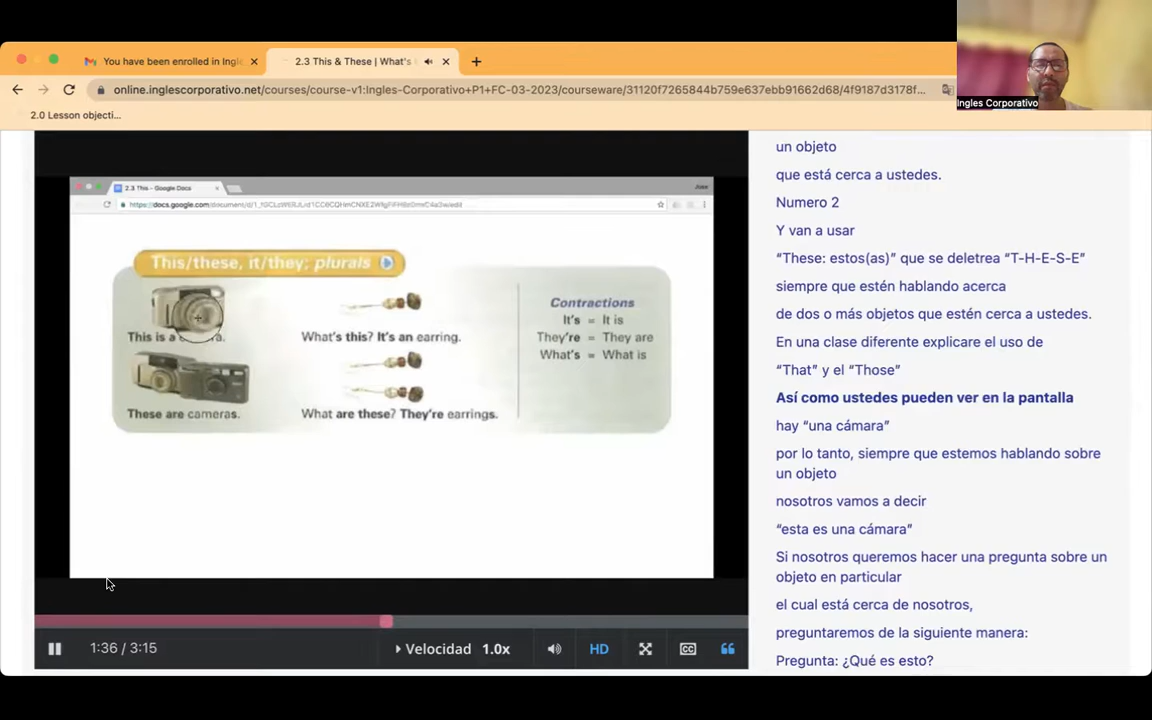 You have been enrolled in Ingle
2.3 This & These | What's
online.inglescorporativo.net/courses/course-v1:Ingles-Corporativo+P1+FC-03-2023/courseware/31120f7265844b759e637ebb91662d68/4f9187d3178f...
2.0 Lesson objecti...
Ingles Corporativo
2.3 This - Google Docs
This/these, it/they; plurals
This is a
What's this? It's an earring.
These are cameras.
What are these? They're earrings.
Contractions
It's = It is
They're = They are
What's = What is
1:36 / 3:15
Velocidad 1.0x
HD
CC
un objeto
que está cerca a ustedes.
Numero 2
Y van a usar
“These: estos(as)” que se deletrea “T-H-E-S-E”
siempre que estén hablando acerca
de dos o más objetos que estén cerca a ustedes.
En una clase diferente explicare el uso de
“That” y el “Those”
Así como ustedes pueden ver en la pantalla
hay “una cámara”
por lo tanto, siempre que estemos hablando sobre
un objeto
nosotros vamos a decir
“esta es una cámara”
Si nosotros queremos hacer una pregunta sobre un
objeto en particular
el cual está cerca de nosotros,
preguntaremos de la siguiente manera:
Pregunta: ¿Qué es esto?